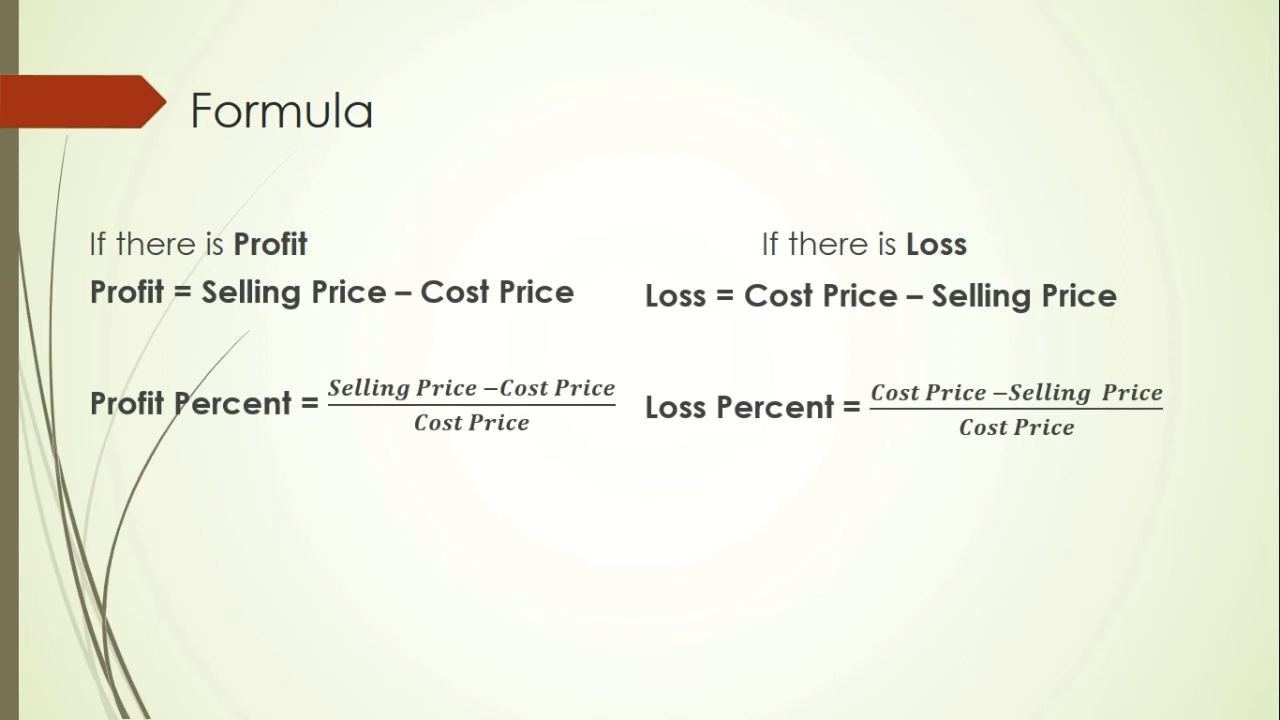 Formula
If there is Profit
Profit = Selling Price – Cost Price
Profit Percent = Selling Price –Cost Price
Cost Price
If there is Loss
Loss = Cost Price – Selling Price
Loss Percent = Cost Price –Selling Price
Cost Price